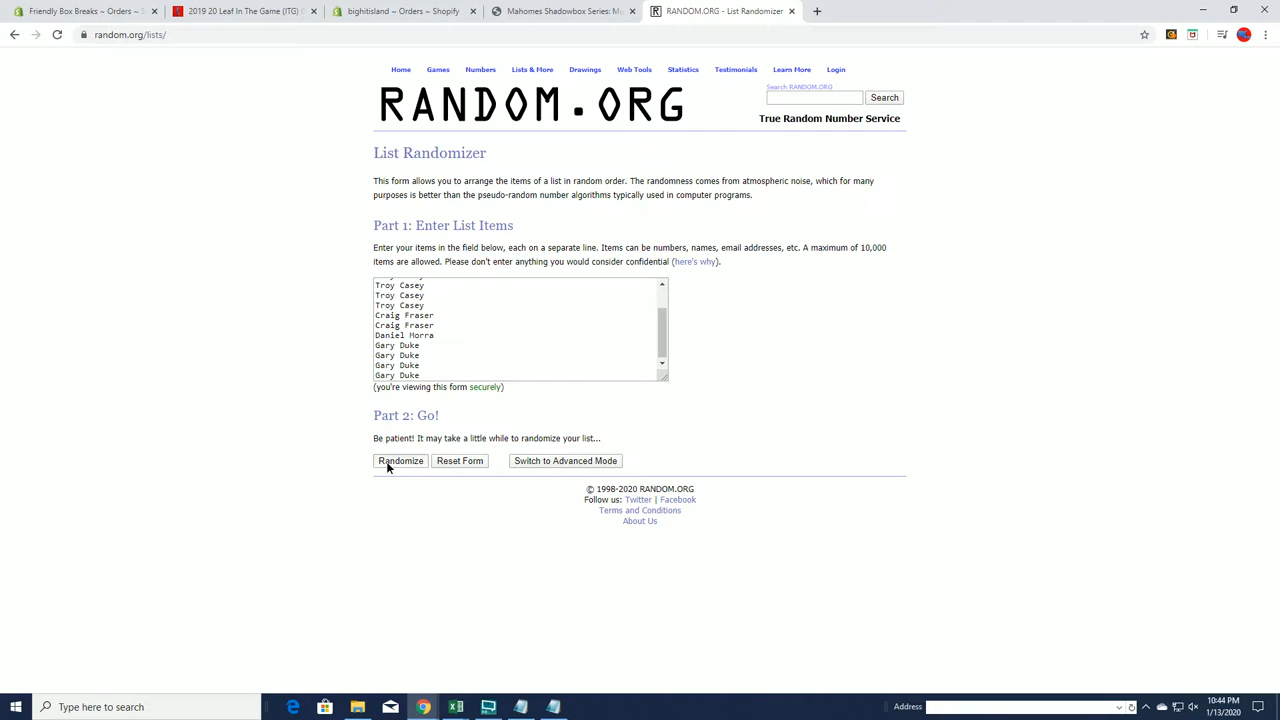 Friendly Box Breaks ~ Orders ~ S
2019 20 Leaf In The Game (ITG) G
bighitisland ~ Orders ~ Shopify
Mahomes Shadowbox Series: Mu
RANDOM.ORG - List Randomizer
random.org/lists/
Home
Games
Numbers
Lists & More
Drawings
Web Tools
Statistics
Testimonials
Learn More
Login
RANDOM.ORG
Search RANDOM.ORG
Search
True Random Number Service
List Randomizer
This form allows you to arrange the items of a list in random order. The randomness comes from atmospheric noise, which for many
purposes is better than the pseudo-random number algorithms typically used in computer programs.
Part 1: Enter List Items
Enter your items in the field below, each on a separate line. Items can be numbers, names, email addresses, etc. A maximum of 10,000
items are allowed. Please don't enter anything you would consider confidential (here's why).
Troy Casey
Troy Casey
Troy Casey
Craig Fraser
Craig Fraser
Daniel Morra
Gary Duke
Gary Duke
Gary Duke
Gary Duke
(you're viewing this form securely)
Part 2: Go!
Be patient! It may take a little while to randomize your list...
Randomize
Reset Form
Switch to Advanced Mode
© 1998-2020 RANDOM.ORG
Follow us: Twitter | Facebook
Terms and Conditions
About Us
Type here to search
Address
10:44 PM
1/13/2020